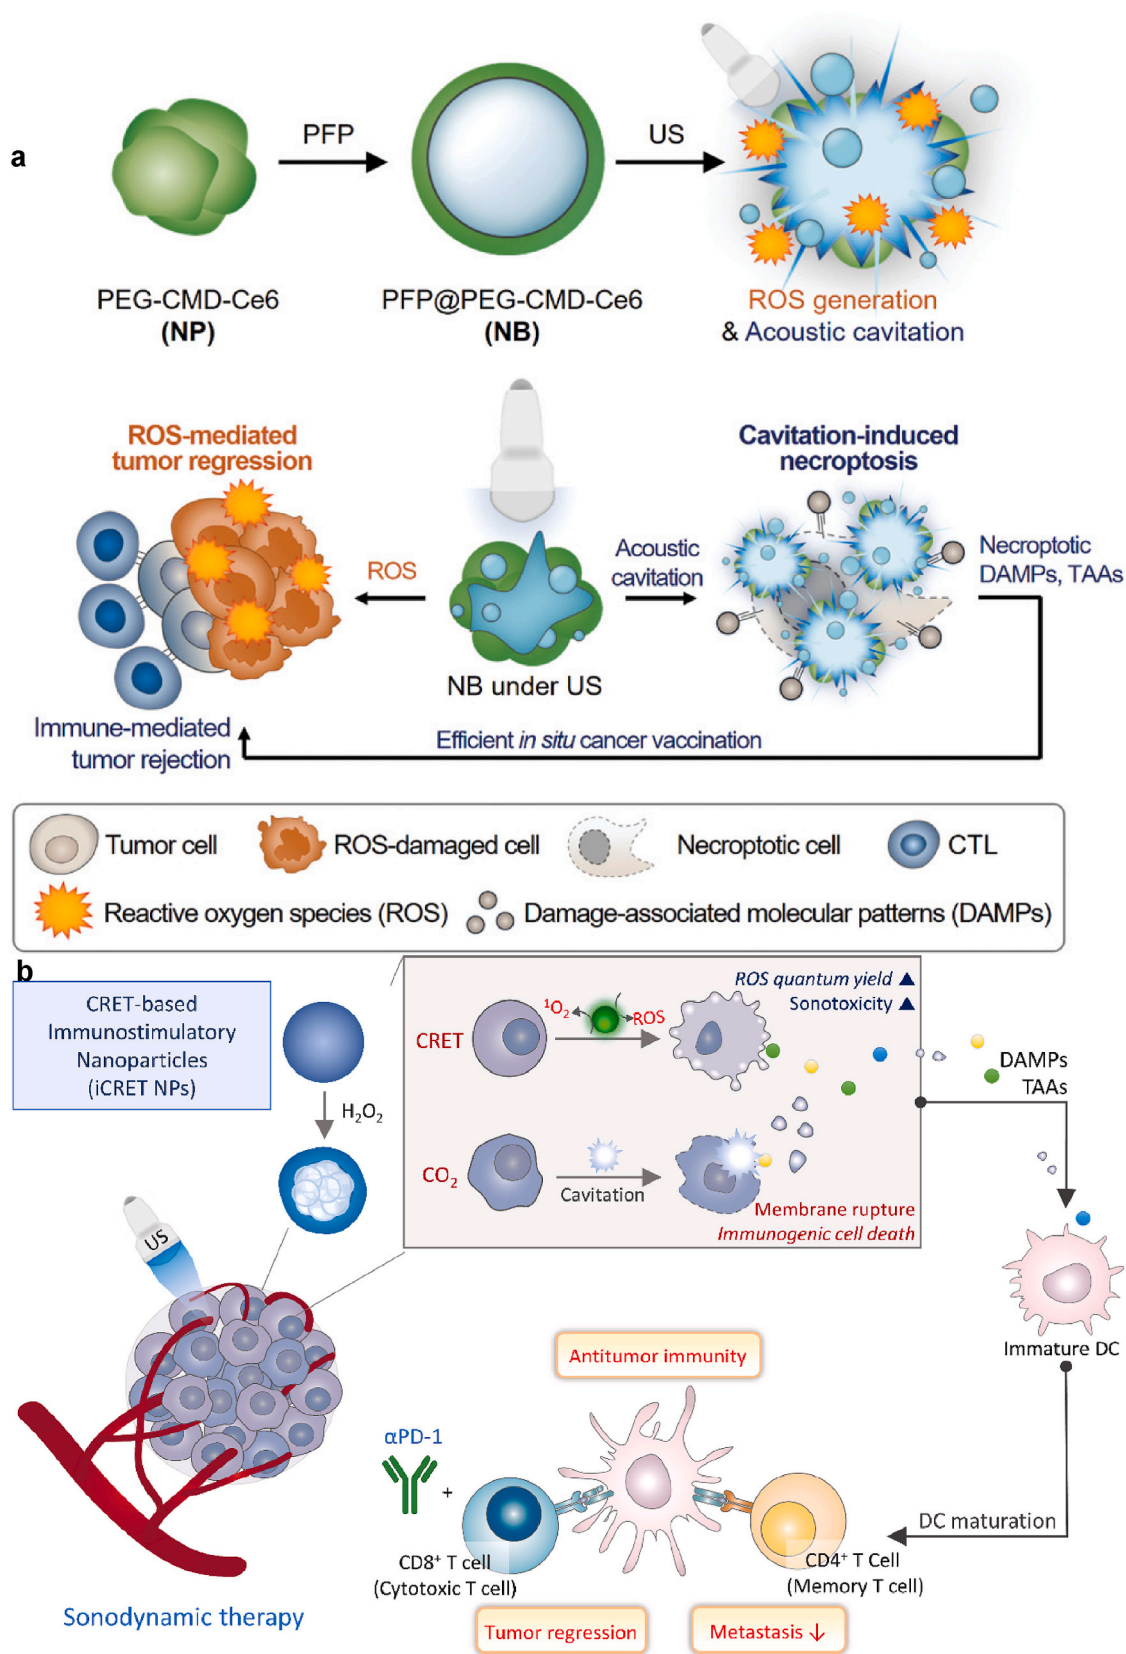 a
PFP
US
PEG-CMD-Ce6
(NP)
PFP@PEG-CMD-Ce6
(NB)
ROS generation
& Acoustic cavitation
ROS-mediated
tumor regression
Cavitation-induced
necroptosis
ROS
Acoustic
cavitation
Necroptotic
DAMPs, TAAs
NB under US
Immune-mediated
tumor rejection
Efficient in situ cancer vaccination
Tumor cell
ROS-damaged cell
Necroptotic cell
CTL
Reactive oxygen species (ROS)
Damage-associated molecular patterns (DAMPs)
b
CRET-based
Immunostimulatory
Nanoparticles
(iCRET NPs)
H₂O₂
ROS quantum yield ▲
Sonotoxicity ▲
CRET
¹O₂
ROS
CO₂
Cavitation
Membrane rupture
Immunogenic cell death
DAMPs
TAAs
US
Immature DC
Antitumor immunity
αPD-1
+
DC maturation
CD8⁺ T cell
(Cytotoxic T cell)
CD4⁺ T Cell
(Memory T cell)
Sonodynamic therapy
Tumor regression
Metastasis ↓